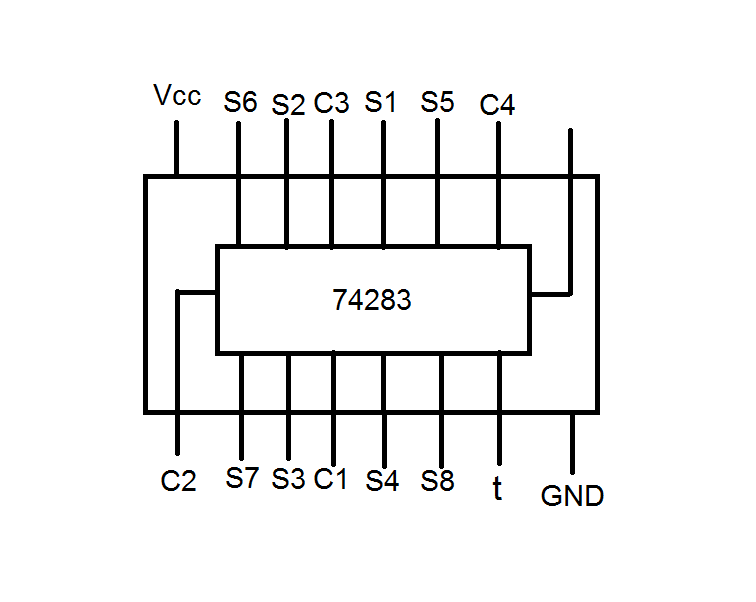 Vcc S6 S2 C3 S1 S5 C4
74283
C2 S7 S3 C1 S4 S8 t GND